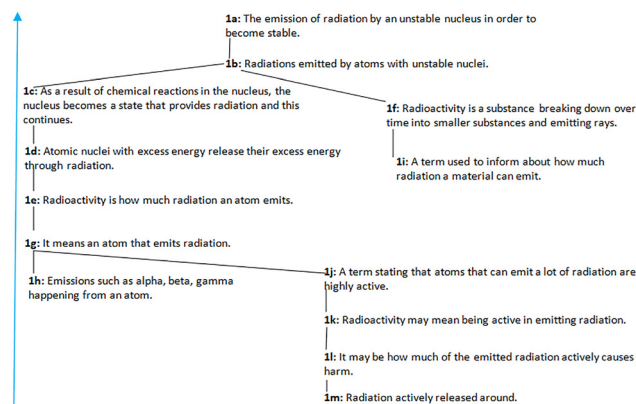 1a: The emission of radiation by an unstable nucleus in order to
become stable.
1b: Radiations emitted by atoms with unstable nuclei.
1c: As a result of chemical reactions in the nucleus, the
nucleus becomes a state that provides radiation and this
continues.
1f: Radioactivity is a substance breaking down over
time into smaller substances and emitting rays.
1d: Atomic nuclei with excess energy release their excess energy
through radiation.
1i: A term used to inform about how much
radiation a material can emit.
1e: Radioactivity is how much radiation an atom emits.
1g: It means an atom that emits radiation.
1h: Emissions such as alpha, beta, gamma
happening from an atom.
1j: A term stating that atoms that can emit a lot of radiation are
highly active.
1k: Radioactivity may mean being active in emitting radiation.
1l: It may be how much of the emitted radiation actively causes
harm.
1m: Radiation actively released around.